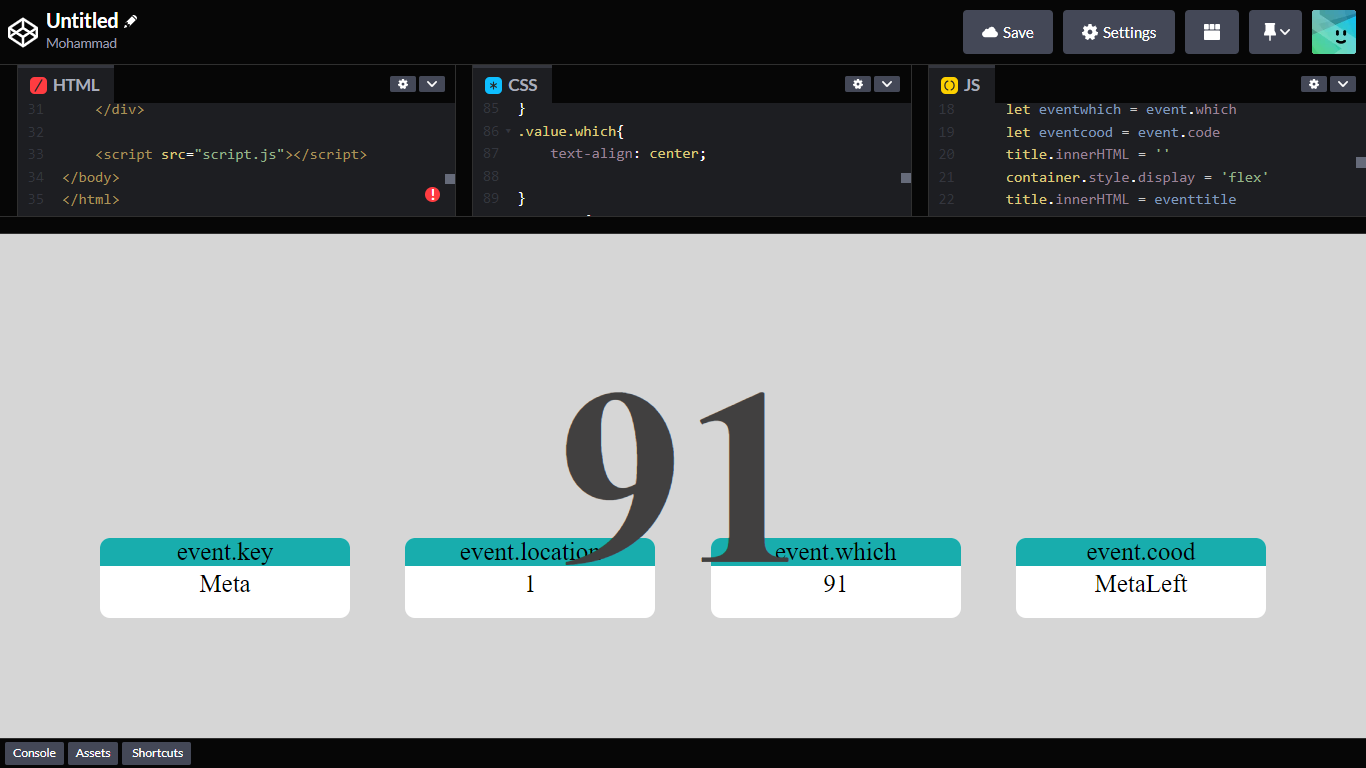 Untitled
Mohammad
Save
Settings
HTML
31 </div>
32
33 <script src="script.js"></script>
34 </body>
35 </html>
CSS
85 }
86 .value.which{
87 text-align: center;
88
89 }
JS
18 let eventwhich = event.which
19 let eventcood = event.code
20 title.innerHTML = ''
21 container.style.display = 'flex'
22 title.innerHTML = eventtitle
91
event.key
Meta
event.location
1
event.which
91
event.cood
MetaLeft
Console
Assets
Shortcuts